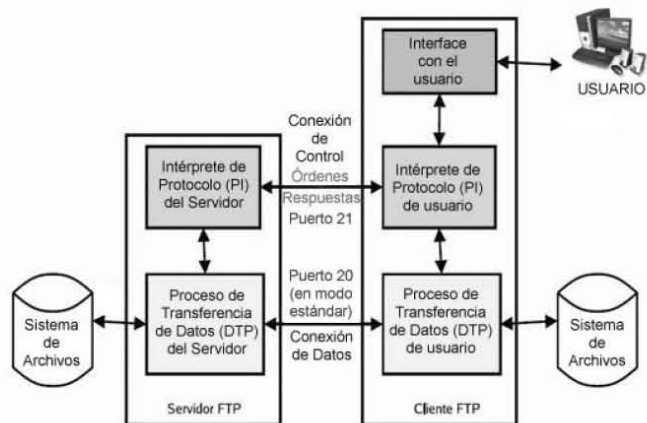 Interface
con el
usuario
USUARIO
Conexión
de
Control
Órdenes
Respuestas
Puerto 21
Intérprete de
Protocolo (PI)
del Servidor
Intérprete de
Protocolo (PI)
de usuario
Puerto 20
(en modo
estándar)
Conexión
de Datos
Sistema
de
Archivos
Proceso de
Transferencia
de Datos (DTP)
del Servidor
Proceso de
Transferencia
de Datos (DTP)
de usuario
Sistema
de
Archivos
Servidor FTP
Cliente FTP